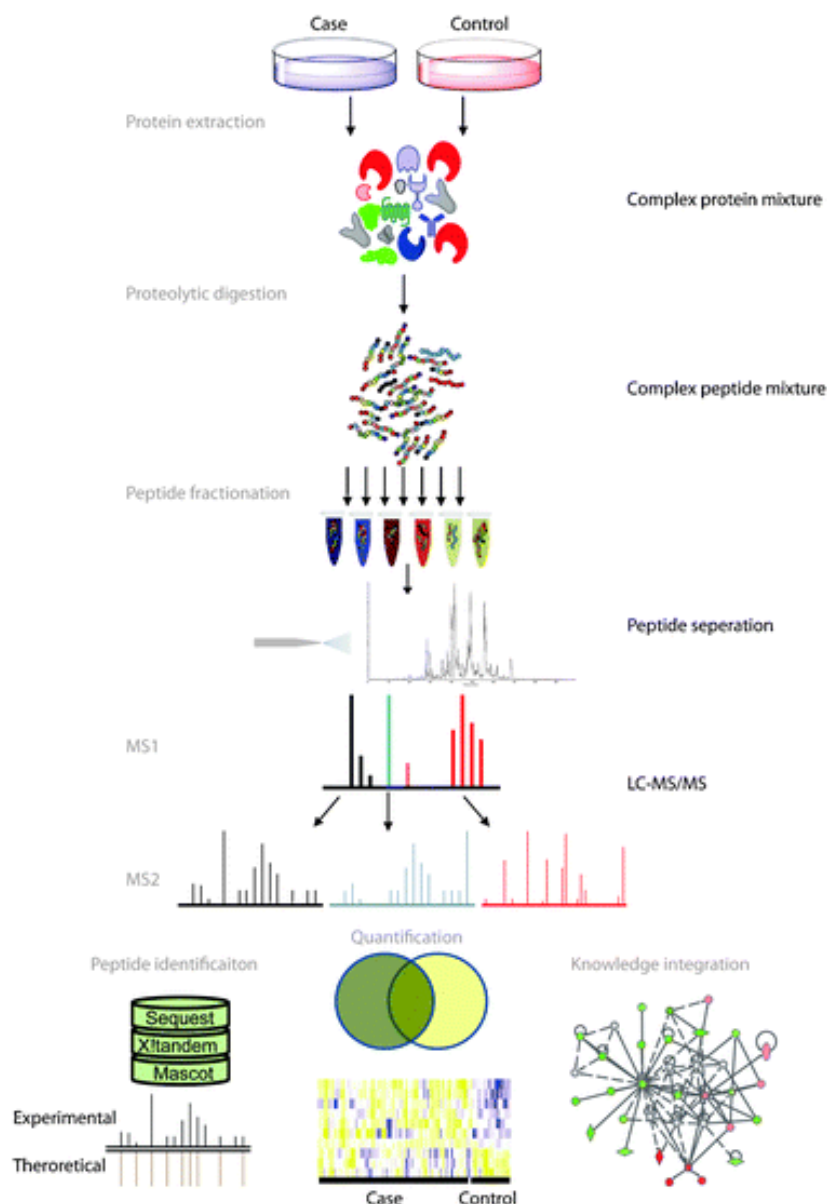 Case
Control
Protein extraction
Complex protein mixture
Proteolytic digestion
Complex peptide mixture
Peptide fractionation
Peptide seperation
MS1
LC-MS/MS
MS2
Quantification
Peptide identificaiton
Knowledge integration
Sequest
X!tandem
Mascot
Experimental
Theroretical
Case
Control